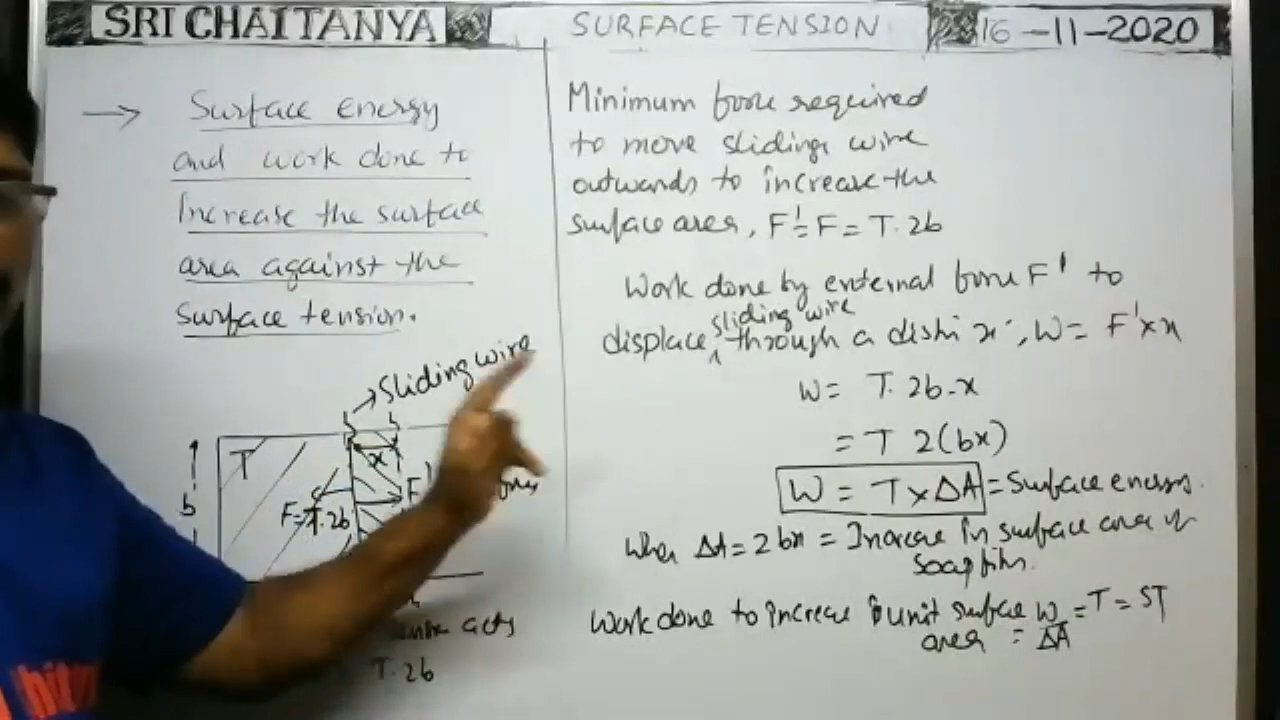 SRI CHAITANYA
SURFACE TENSION
16-11-2020
→ Surface energy
and work done to
Increase the surface
area against the
surface tension.
→ Sliding wire
T
x
F'
b
F=T.2b
acts
T.2b
Minimum force required
to move sliding wire
outwards to increase the
surface area, F'=F= T.2b
Work done by external force F' to
sliding wire
displace ∧ through a distn 'x', W= F'×x
W= T.2b.x
= T 2(bx)
W = T×ΔA = Surface energy.
When ΔA=2bx = Increase in surface area of
soap film.
Work done to increase unit surface W = T = ST
area = ΔA